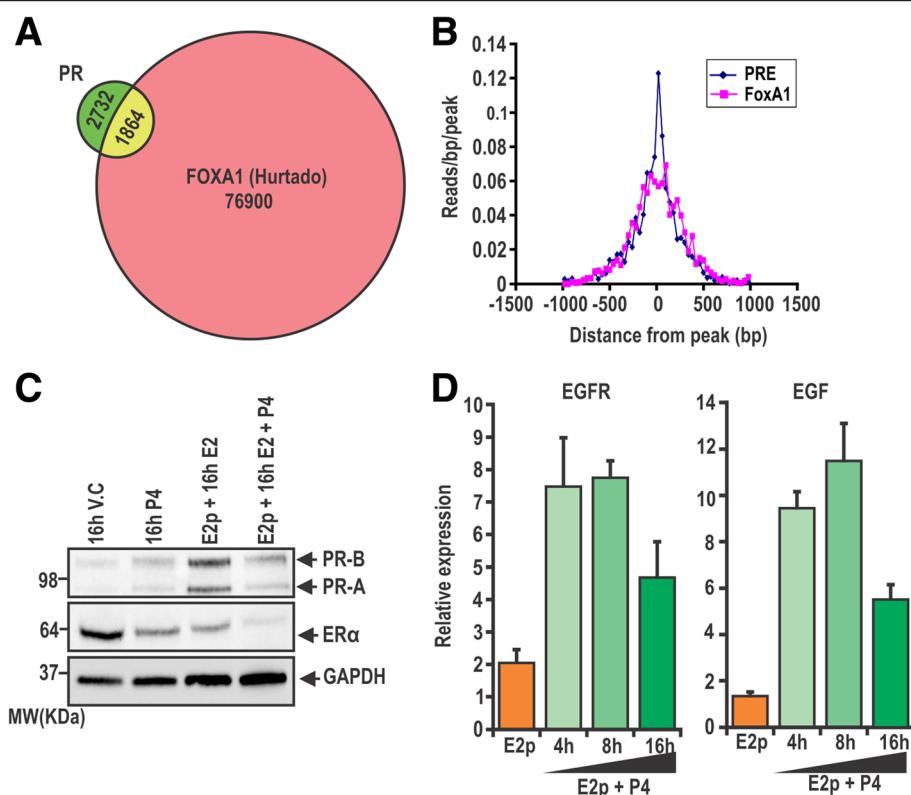 A
PR
2732
1864
FOXA1 (Hurtado)
76900
B
0.14
0.12
0.1
0.08
0.06
0.04
0.02
0
Reads/bp/peak
PRE
FoxA1
-1500 -1000 -500 0 500 1000 1500
Distance from peak (bp)
C
16h V.C
16h P4
E2p + 16h E2
E2p + 16h E2 + P4
98
PR-B
PR-A
64
ERα
37
GAPDH
MW(KDa)
D
EGFR
Relative expression
10
9
8
7
6
5
4
3
2
1
0
E2p 4h 8h 16h
E2p + P4
EGF
14
12
10
8
6
4
2
0
E2p 4h 8h 16h
E2p + P4